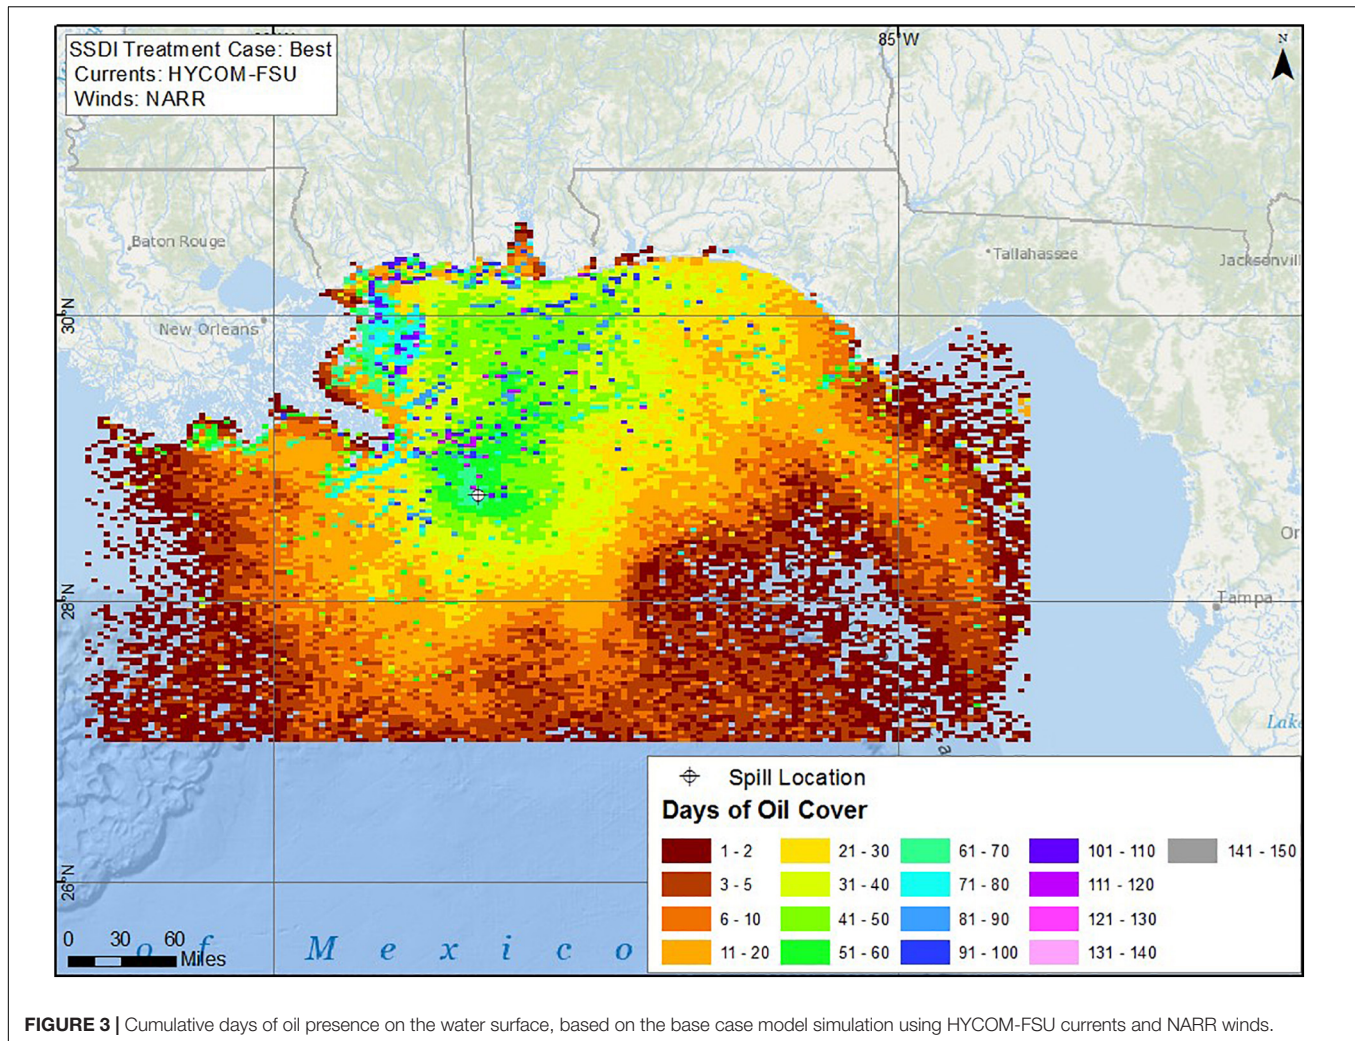 SSDI Treatment Case: Best
Currents: HYCOM-FSU
Winds: NARR
85°W
N
Baton Rouge
Tallahassee
Jacksonvill
30°N
New Orleans
Or
28°N
Tampa
Lake
a
26°N
o f M e x i c o
0 30 60
Miles
Spill Location
Days of Oil Cover
1 - 2 21 - 30 61 - 70 101 - 110 141 - 150
3 - 5 31 - 40 71 - 80 111 - 120
6 - 10 41 - 50 81 - 90 121 - 130
11 - 20 51 - 60 91 - 100 131 - 140
FIGURE 3 | Cumulative days of oil presence on the water surface, based on the base case model simulation using HYCOM-FSU currents and NARR winds.